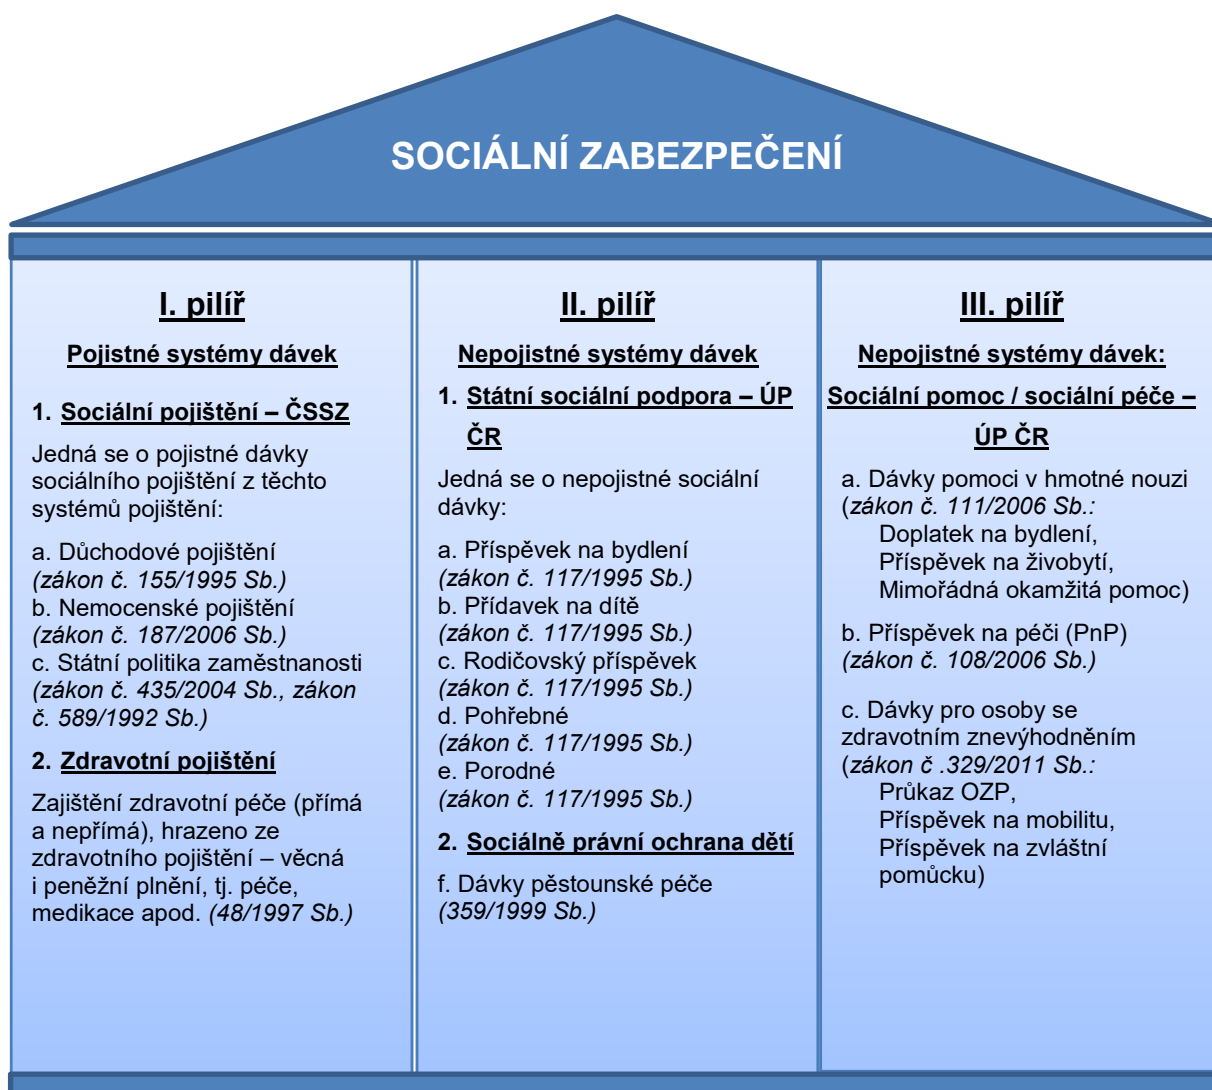 SOCIÁLNÍ ZABEZPEČENÍ
I. pilíř
Pojistné systémy dávek
1. Sociální pojištění – ČSSZ
Jedná se o pojistné dávky
sociálního pojištění z těchto
systémů pojištění:
a. Důchodové pojištění
(zákon č. 155/1995 Sb.)
b. Nemocenské pojištění
(zákon č. 187/2006 Sb.)
c. Státní politika zaměstnanosti
(zákon č. 435/2004 Sb., zákon
č. 589/1992 Sb.)
2. Zdravotní pojištění
Zajištění zdravotní péče (přímá
a nepřímá), hrazeno ze
zdravotního pojištění – věcná
i peněžní plnění, tj. péče,
medikace apod. (48/1997 Sb.)
II. pilíř
Nepojistné systémy dávek
1. Státní sociální podpora – ÚP
ČR
Jedná se o nepojistné sociální
dávky:
a. Příspěvek na bydlení
(zákon č. 117/1995 Sb.)
b. Přídavek na dítě
(zákon č. 117/1995 Sb.)
c. Rodičovský příspěvek
(zákon č. 117/1995 Sb.)
d. Pohřebné
(zákon č. 117/1995 Sb.)
e. Porodné
(zákon č. 117/1995 Sb.)
2. Sociálně právní ochrana dětí
f. Dávky pěstounské péče
(359/1999 Sb.)
III. pilíř
Nepojistné systémy dávek:
Sociální pomoc / sociální péče –
ÚP ČR
a. Dávky pomoci v hmotné nouzi
(zákon č. 111/2006 Sb.:
Doplatek na bydlení,
Příspěvek na živobytí,
Mimořádná okamžitá pomoc)
b. Příspěvek na péči (PnP)
(zákon č. 108/2006 Sb.)
c. Dávky pro osoby se
zdravotním znevýhodněním
(zákon č .329/2011 Sb.:
Průkaz OZP,
Příspěvek na mobilitu,
Příspěvek na zvláštní
pomůcku)